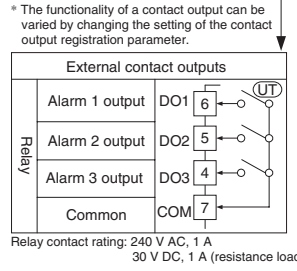 * The functionality of a contact output can be
varied by changing the setting of the contact
output registration parameter.
External contact outputs
UT
Relay
Alarm 1 output DO1 6
Alarm 2 output DO2 5
Alarm 3 output DO3 4
Common COM 7
Relay contact rating: 240 V AC, 1 A
30 V DC, 1 A (resistance load